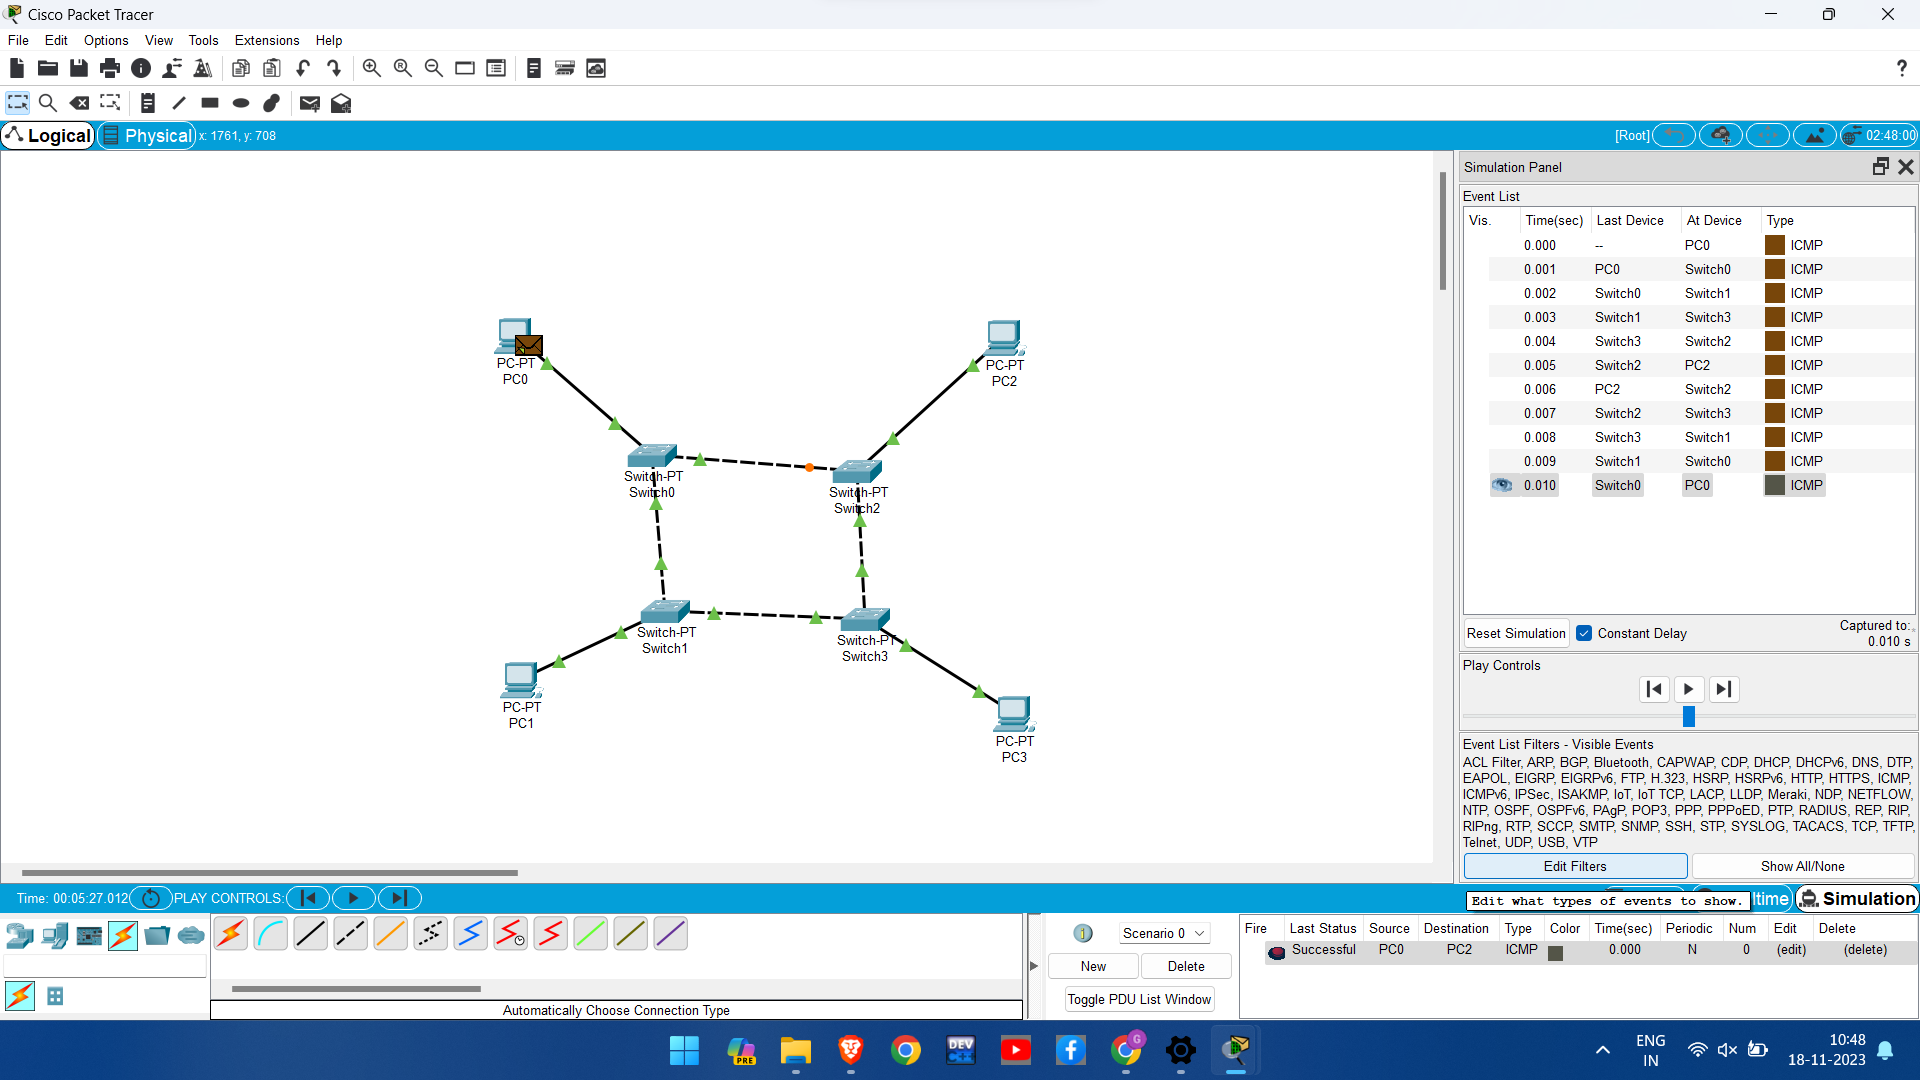 Cisco Packet Tracer
File Edit Options View Tools Extensions Help
?
Logical Physical x: 1761, y: 708 [Root] 02:48:00
Simulation Panel
Event List
Vis. Time(sec) Last Device At Device Type
0.000 -- PC0 ICMP
0.001 PC0 Switch0 ICMP
0.002 Switch0 Switch1 ICMP
0.003 Switch1 Switch3 ICMP
0.004 Switch3 Switch2 ICMP
0.005 Switch2 PC2 ICMP
0.006 PC2 Switch2 ICMP
0.007 Switch2 Switch3 ICMP
0.008 Switch3 Switch1 ICMP
0.009 Switch1 Switch0 ICMP
0.010 Switch0 PC0 ICMP
PC-PT
PC0
PC-PT
PC2
Switch-PT
Switch0
Switch-PT
Switch2
Switch-PT
Switch1
Switch-PT
Switch3
PC-PT
PC1
PC-PT
PC3
Reset Simulation Constant Delay
Captured to:
0.010 s
Play Controls
Event List Filters - Visible Events
ACL Filter, ARP, BGP, Bluetooth, CAPWAP, CDP, DHCP, DHCPv6, DNS, DTP,
EAPOL, EIGRP, EIGRPv6, FTP, H.323, HSRP, HSRPv6, HTTP, HTTPS, ICMP,
ICMPv6, IPSec, ISAKMP, IoT, IoT TCP, LACP, LLDP, Meraki, NDP, NETFLOW,
NTP, OSPF, OSPFv6, PAgP, POP3, PPP, PPPoED, PTP, RADIUS, REP, RIP,
RIPng, RTP, SCCP, SMTP, SNMP, SSH, STP, SYSLOG, TACACS, TCP, TFTP,
Telnet, UDP, USB, VTP
Edit Filters Show All/None
Time: 00:05:27.012 PLAY CONTROLS:
Edit what types of events to show. ltime Simulation
Automatically Choose Connection Type
1 Scenario 0
New Delete
Toggle PDU List Window
Fire Last Status Source Destination Type Color Time(sec) Periodic Num Edit Delete
Successful PC0 PC2 ICMP 0.000 N 0 (edit) (delete)
PRE
DEV
C++
G
ENG
IN
10:48
18-11-2023